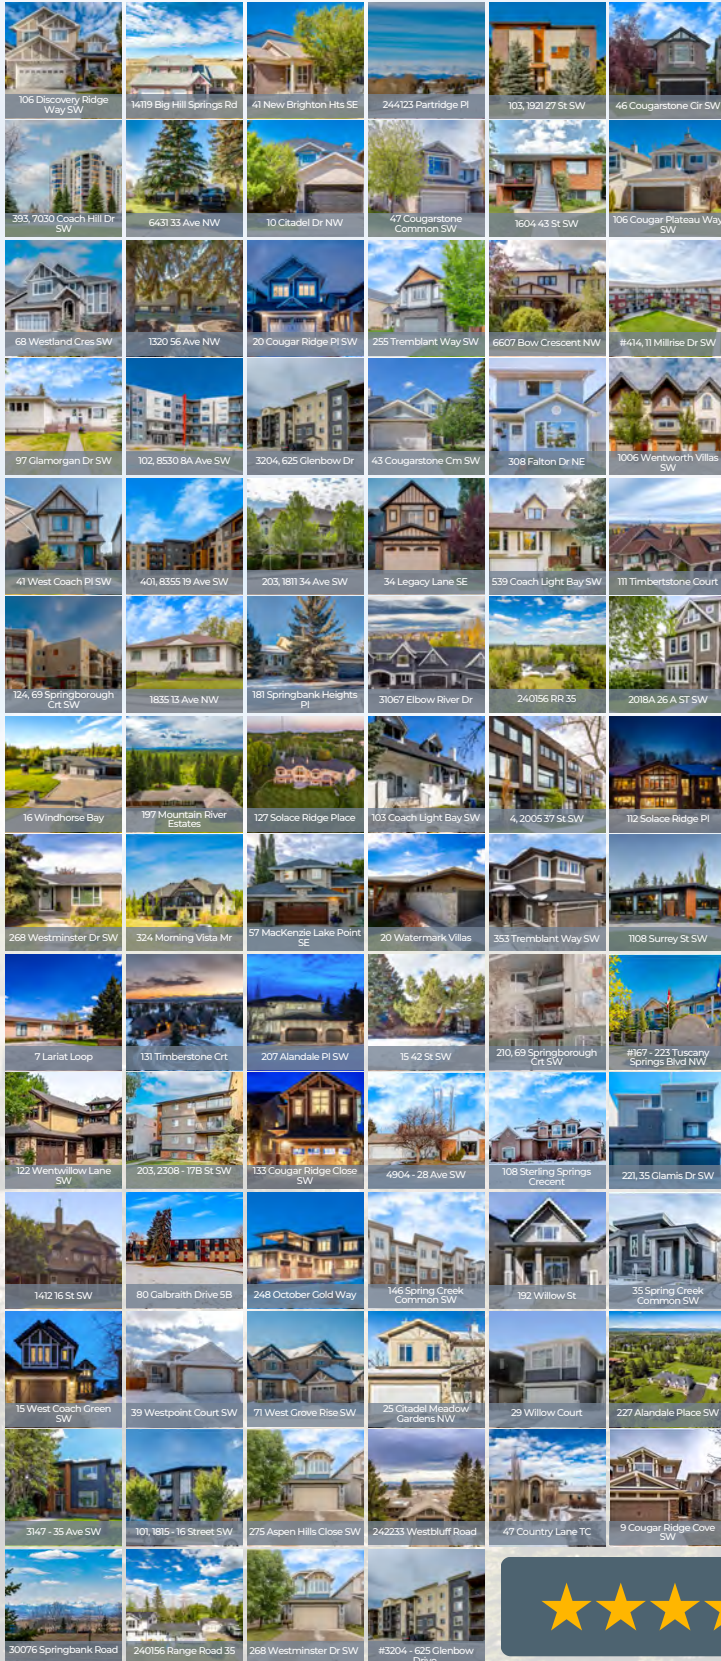 106 Discovery Ridge
Way SW
14119 Big Hill Springs Rd
41 New Brighton Hts SE
244123 Partridge Pl
103, 1921 27 St SW
46 Cougarstone Cir SW
393, 7030 Coach Hill Dr
SW
6431 33 Ave NW
10 Citadel Dr NW
47 Cougarstone
Common SW
1604 43 St SW
106 Cougar Plateau Way
SW
68 Westland Cres SW
1320 56 Ave NW
20 Cougar Ridge Pl SW
255 Tremblant Way SW
6607 Bow Crescent NW
#414, 11 Millrise Dr SW
97 Glamorgan Dr SW
102, 8530 8A Ave SW
3204, 625 Glenbow Dr
43 Cougarstone Cm SW
308 Falton Dr NE
1006 Wentworth Villas
SW
41 West Coach Pl SW
401, 8355 19 Ave SW
203, 1811 34 Ave SW
34 Legacy Lane SE
539 Coach Light Bay SW
111 Timbertstone Court
124, 69 Springborough
Crt SW
1835 13 Ave NW
181 Springbank Heights
Pl
31067 Elbow River Dr
240156 RR 35
2018A 26 A ST SW
16 Windhorse Bay
197 Mountain River
Estates
127 Solace Ridge Place
103 Coach Light Bay SW
4, 2005 37 St SW
112 Solace Ridge Pl
268 Westminster Dr SW
324 Morning Vista Mr
57 MacKenzie Lake Point
SE
20 Watermark Villas
353 Tremblant Way SW
1108 Surrey St SW
7 Lariat Loop
131 Timberstone Crt
207 Alandale Pl SW
15 42 St SW
210, 69 Springborough
Crt SW
#167 - 223 Tuscany
Springs Blvd NW
122 Wentwillow Lane
SW
203, 2308 - 17B St SW
133 Cougar Ridge Close
SW
4904 - 28 Ave SW
108 Sterling Springs
Crecent
221, 35 Glamis Dr SW
1412 16 St SW
80 Galbraith Drive 5B
248 October Gold Way
146 Spring Creek
Common SW
192 Willow St
35 Spring Creek
Common SW
15 West Coach Green
SW
39 Westpoint Court SW
71 West Grove Rise SW
25 Citadel Meadow
Gardens NW
29 Willow Court
227 Alandale Place SW
3147 - 35 Ave SW
101, 1815 - 16 Street SW
275 Aspen Hills Close SW
242233 Westbluff Road
47 Country Lane TC
9 Cougar Ridge Cove
SW
30076 Springbank Road
240156 Range Road 35
268 Westminster Dr SW
#3204 - 625 Glenbow
Drive